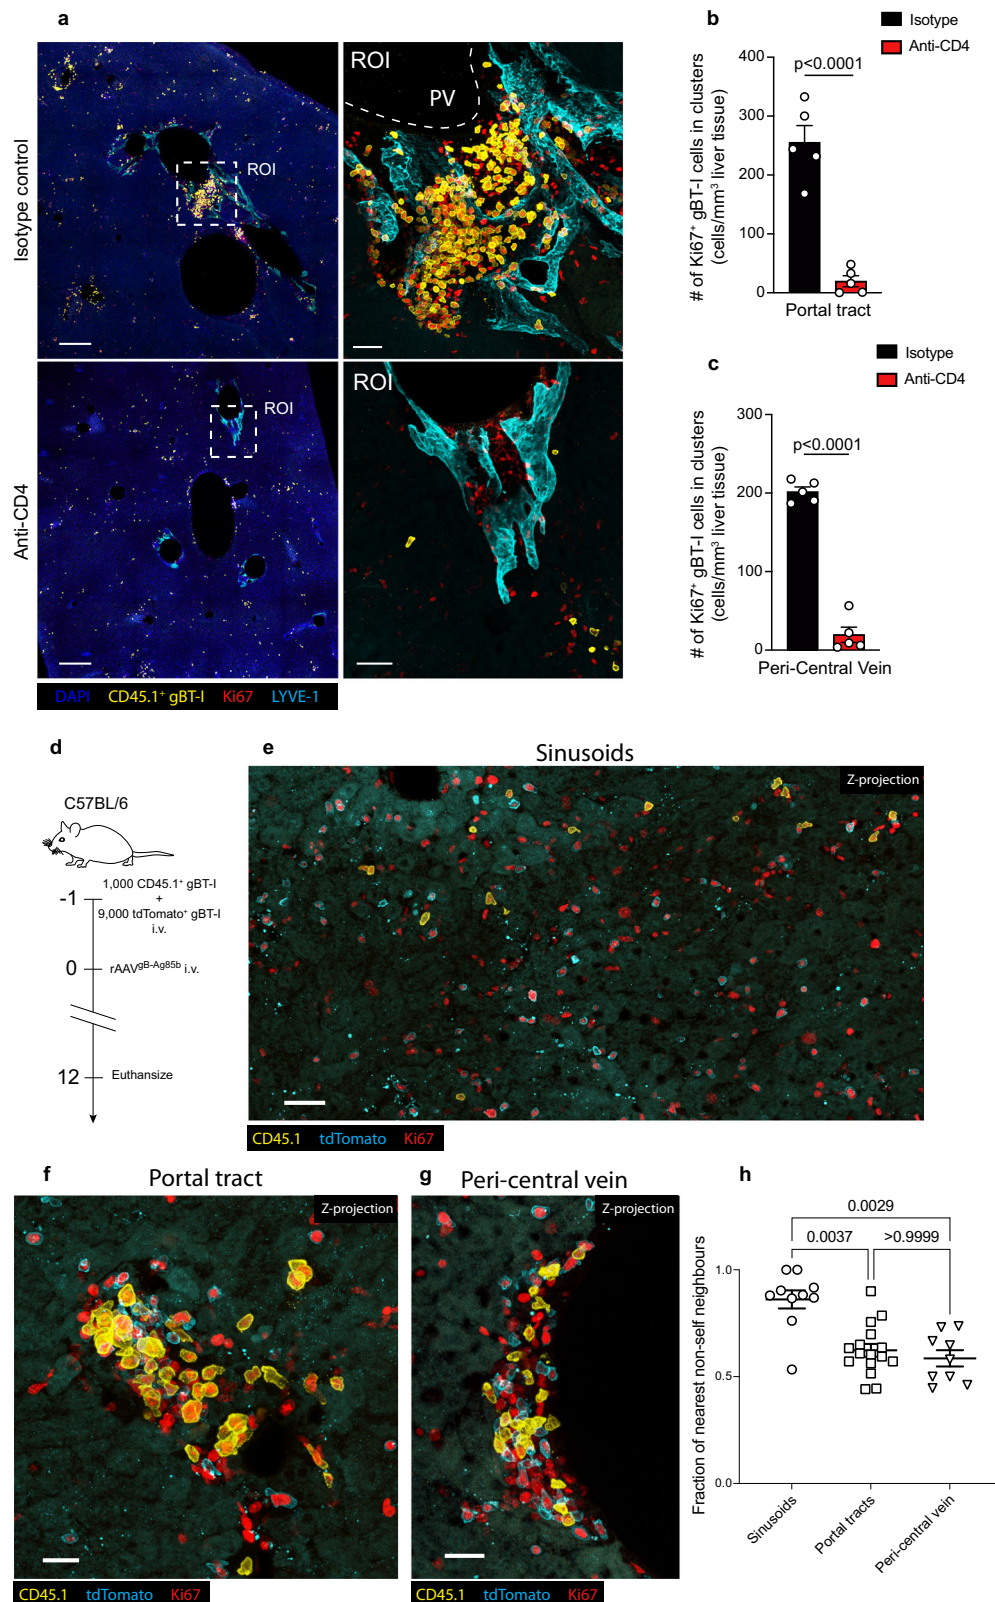 a
Isotype control
ROI
ROI
PV
Anti-CD4
ROI
ROI
DAPI CD45.1⁺ gBT-I Ki67 LYVE-1
b
Isotype
Anti-CD4
# of Ki67⁺ gBT-I cells in clusters
(cells/mm³ liver tissue)
400
300
200
100
0
p<0.0001
Portal tract
c
Isotype
Anti-CD4
# of Ki67⁺ gBT-I cells in clusters
(cells/mm³ liver tissue)
300
200
100
0
p<0.0001
Peri-Central Vein
d
C57BL/6
-1
1,000 CD45.1⁺ gBT-I
+
9,000 tdTomato⁺ gBT-I
i.v.
0
rAAVᵍᴮ⁻ᴬᵍ⁸⁵ᵇ i.v.
12
Euthansize
e
Sinusoids
Z-projection
CD45.1 tdTomato Ki67
f
Portal tract
Z-projection
CD45.1 tdTomato Ki67
g
Peri-central vein
Z-projection
CD45.1 tdTomato Ki67
h
0.0029
0.0037
>0.9999
Fraction of nearest non-self neighbours
1.0
0.5
0.0
Sinusoids
Portal tracts
Peri-central vein